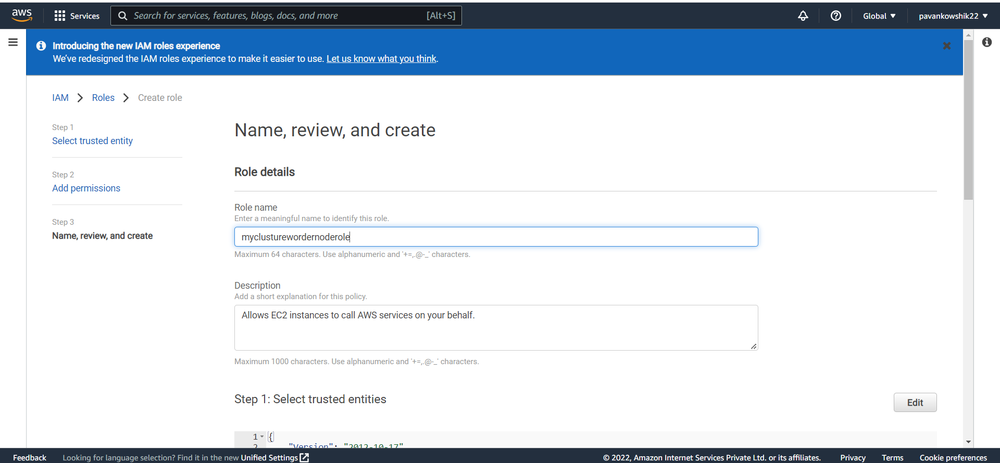 aws
Services
Search for services, features, blogs, docs, and more
[Alt+S]
Global
pavankowshik22
Introducing the new IAM roles experience
We've redesigned the IAM roles experience to make it easier to use. Let us know what you think.
IAM
Roles
Create role
Step 1
Select trusted entity
Step 2
Add permissions
Step 3
Name, review, and create
Name, review, and create
Role details
Role name
Enter a meaningful name to identify this role.
myclusturewordernoderole
Maximum 64 characters. Use alphanumeric and '+=,.@-_' characters.
Description
Add a short explanation for this policy.
Allows EC2 instances to call AWS services on your behalf.
Maximum 1000 characters. Use alphanumeric and '+=,.@-_' characters.
Step 1: Select trusted entities
Edit
1 {
2 "Version": "2012-10-17"
Feedback
Looking for language selection? Find it in the new Unified Settings
© 2022, Amazon Internet Services Private Ltd. or its affiliates.
Privacy
Terms
Cookie preferences